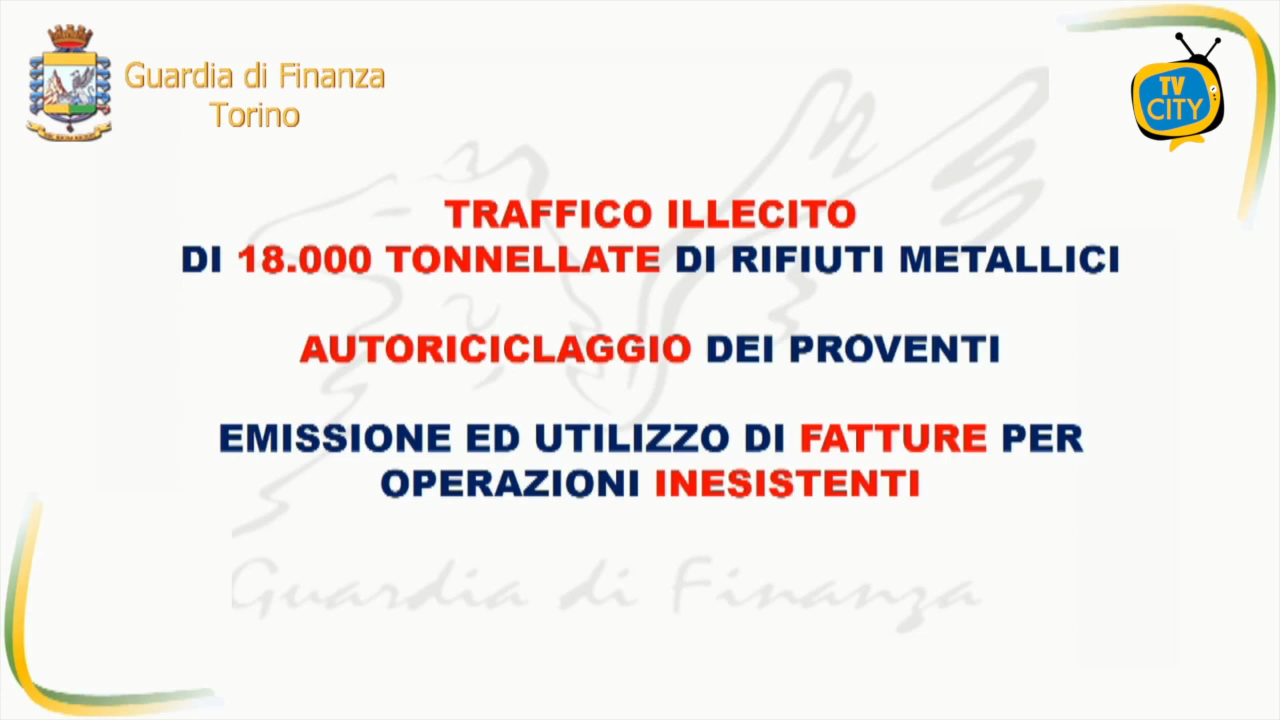 Guardia di Finanza
Torino
TV
CITY
TRAFFICO ILLECITO
DI 18.000 TONNELLATE DI RIFIUTI METALLICI
AUTORICICLAGGIO DEI PROVENTI
EMISSIONE ED UTILIZZO DI FATTURE PER
OPERAZIONI INESISTENTI
Guardia di Finanza